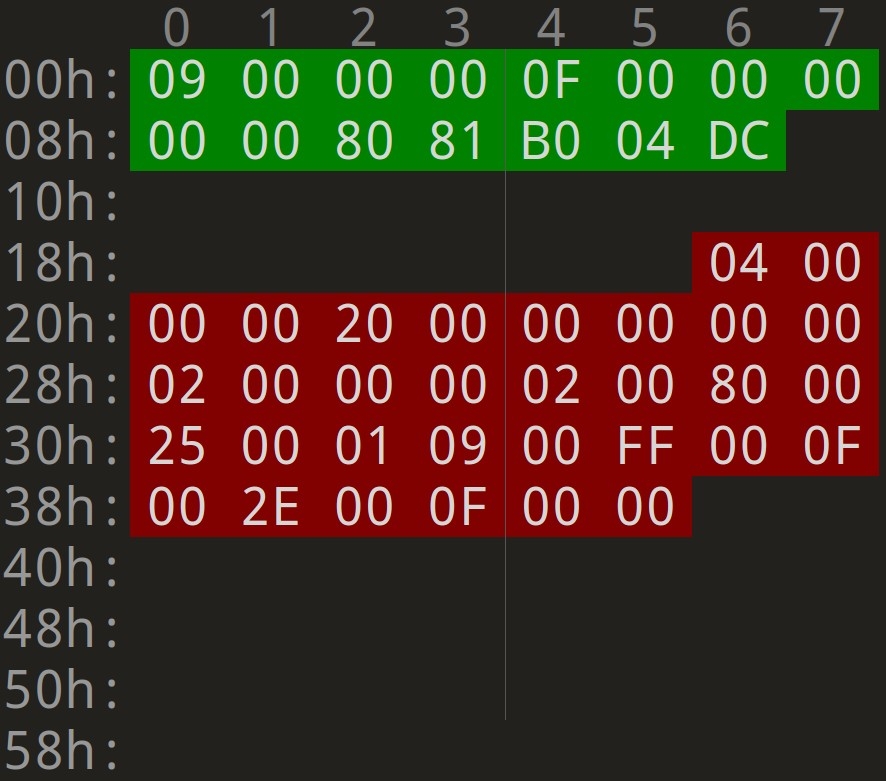 0 1 2 3 4 5 6 7
00h: 09 00 00 00 0F 00 00 00
08h: 00 00 80 81 B0 04 DC
10h:
18h: 04 00
20h: 00 00 20 00 00 00 00 00
28h: 02 00 00 00 02 00 80 00
30h: 25 00 01 09 00 FF 00 0F
38h: 00 2E 00 0F 00 00
40h:
48h:
50h:
58h: